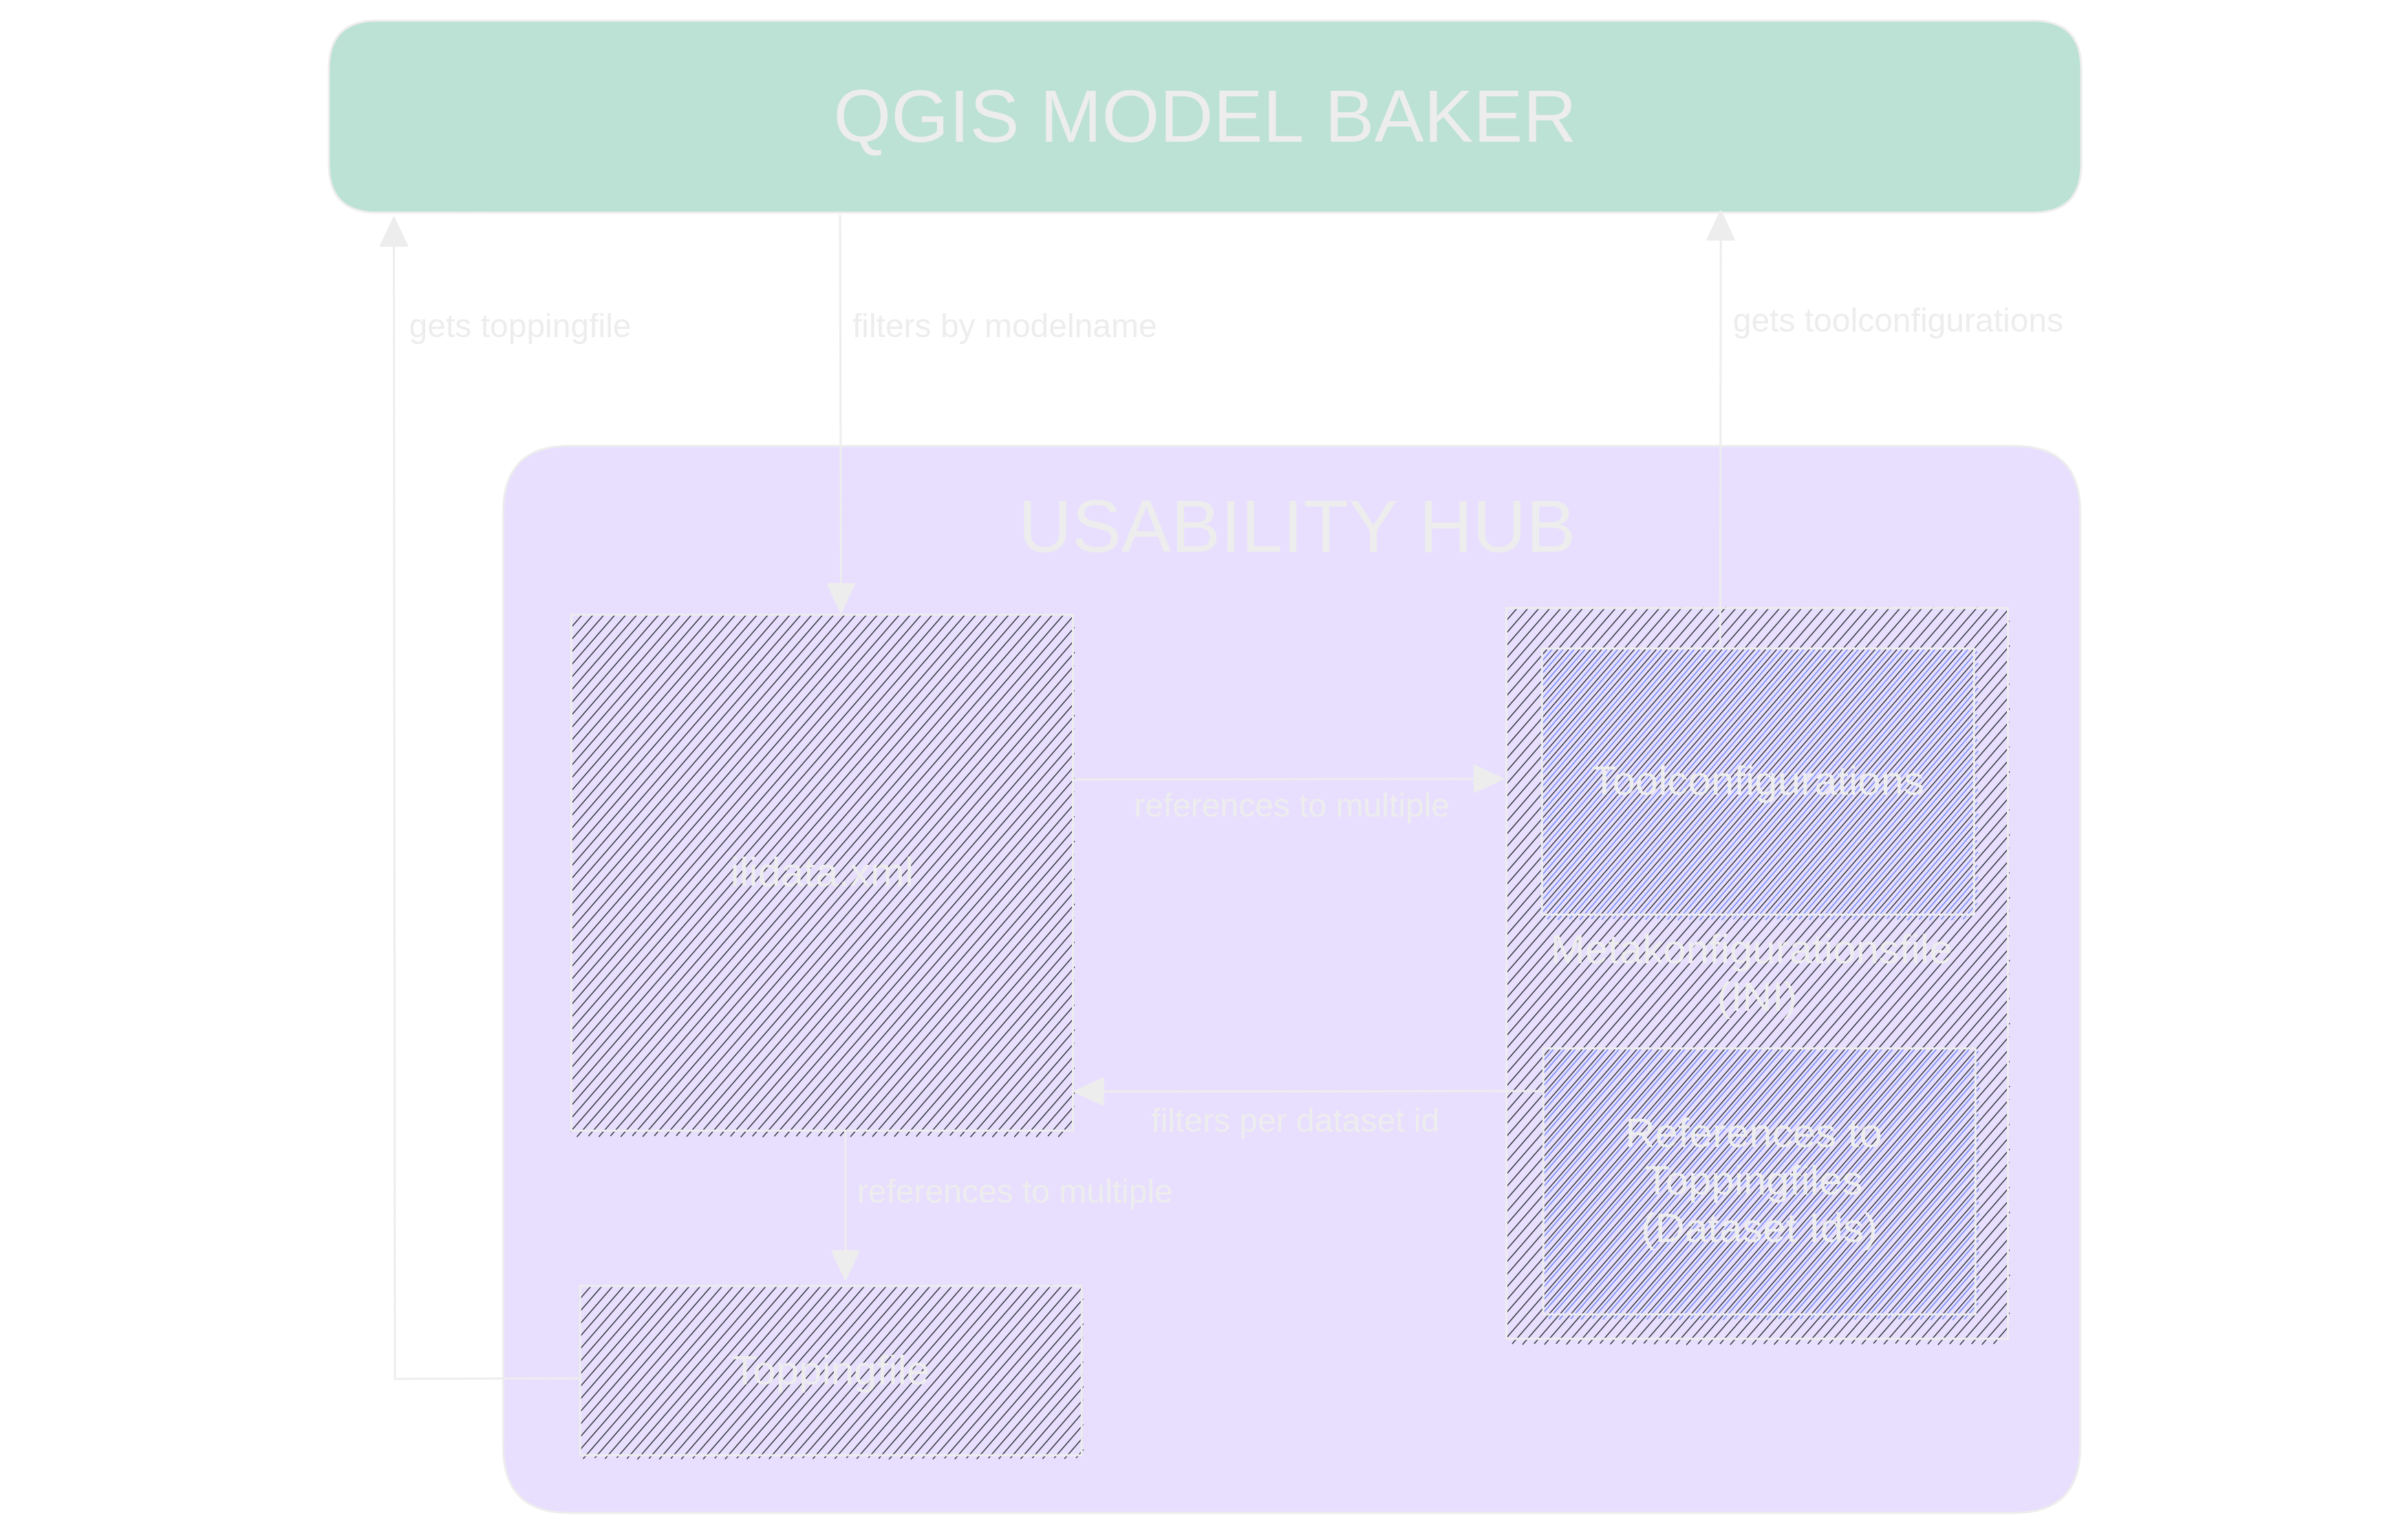 QGIS MODEL BAKER
gets toppingfile
filters by modelname
gets toolconfigurations
USABILITY HUB
Toolconfigurations
references to multiple
ilidata xml
Metakonfigurationsfile
(INI)
filters per dataset id
References to
Toppingfiles
(Dataset Ids)
references to multiple
Toppingfile